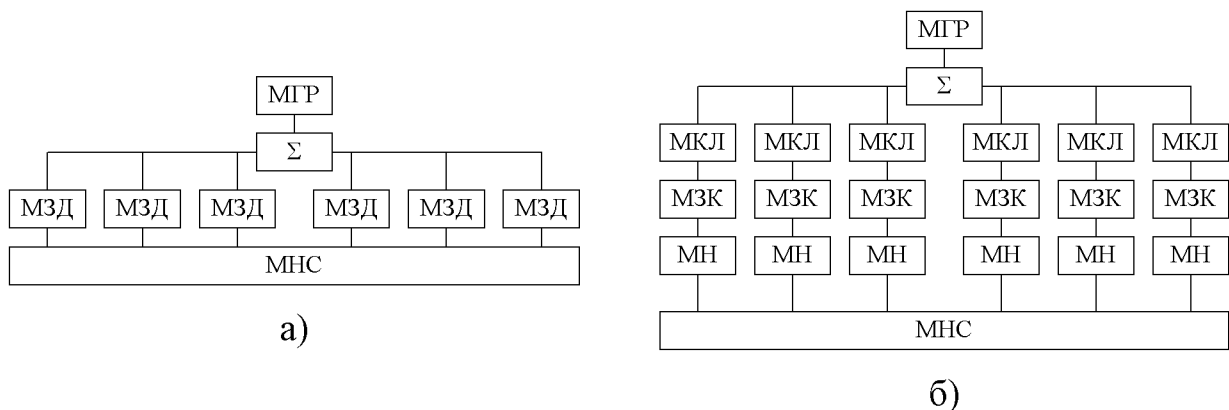 МГР
Σ
МЗД МЗД МЗД МЗД МЗД МЗД
МНС
а)
МГР
Σ
МКЛ МКЛ МКЛ МКЛ МКЛ МКЛ
МЗК МЗК МЗК МЗК МЗК МЗК
МН МН МН МН МН МН
МНС
б)